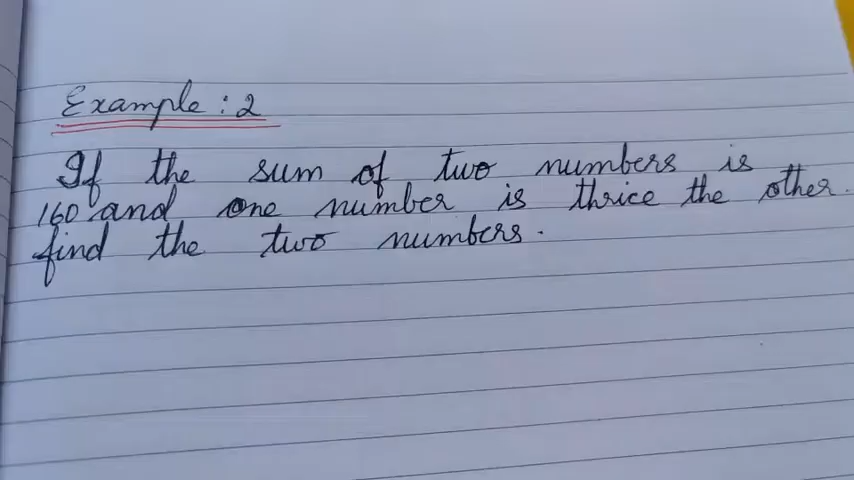 Example : 2
If the sum of two numbers is
160 and one number is thrice the other.
find the two numbers.